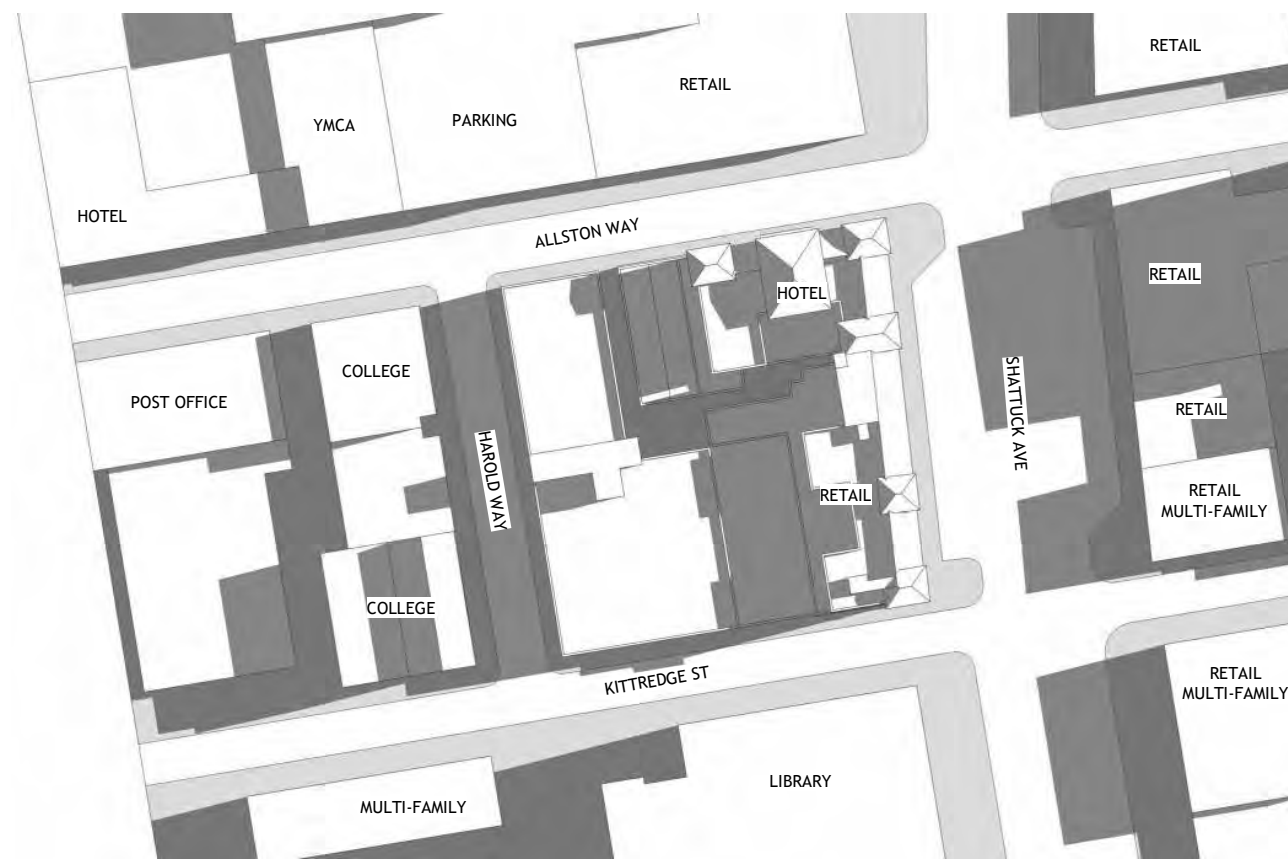 RETAIL
RETAIL
PARKING
YMCA
HOTEL
ALLSTON WAY
RETAIL
HOTEL
COLLEGE
POST OFFICE
SHATTUCK AVE
RETAIL
HAROLD WAY
RETAIL
RETAIL
MULTI-FAMILY
COLLEGE
KITTREDGE ST
RETAIL
MULTI-FAMILY
LIBRARY
MULTI-FAMILY